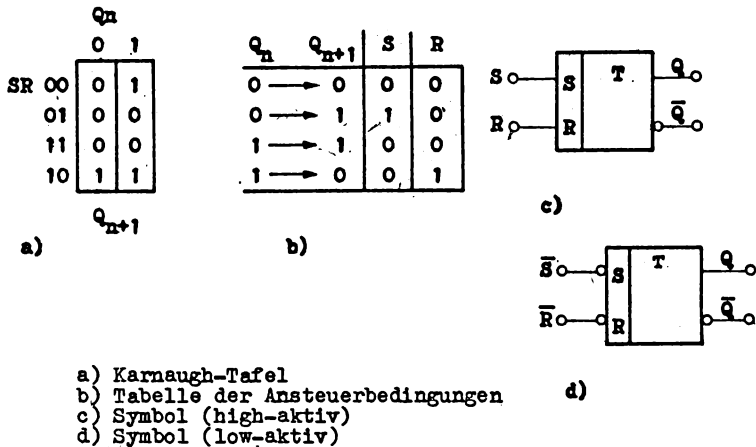 Qn
0 1
SR 00 0 1
01 0 0
11 0 0
10 1 1
Qn+1
a)
Qn Qn+1 S R
0 → 0 0 0
0 → 1 1 0
1 → 1 0 0
1 → 0 0 1
b)
S S T Q
R R Q̅
c)
S̅ S T Q
R̅ R Q̅
d)
a) Karnaugh-Tafel
b) Tabelle der Ansteuerbedingungen
c) Symbol (high-aktiv)
d) Symbol (low-aktiv)